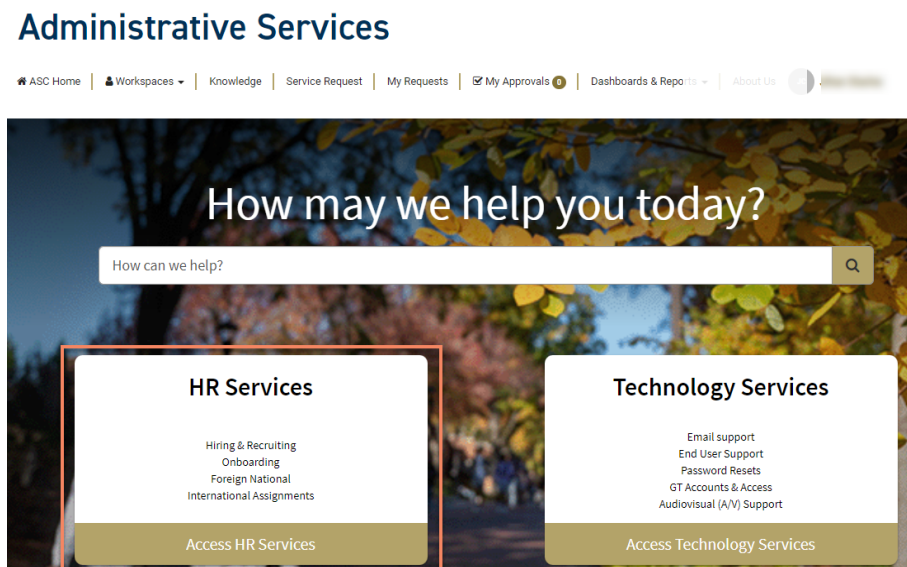 Administrative Services
ASC Home Workspaces Knowledge Service Request My Requests My Approvals 0 Dashboards & Reports About Us
How may we help you today?
How can we help?
HR Services
Hiring & Recruiting
Onboarding
Foreign National
International Assignments
Access HR Services
Technology Services
Email support
End User Support
Password Resets
GT Accounts & Access
Audiovisual (A/V) Support
Access Technology Services